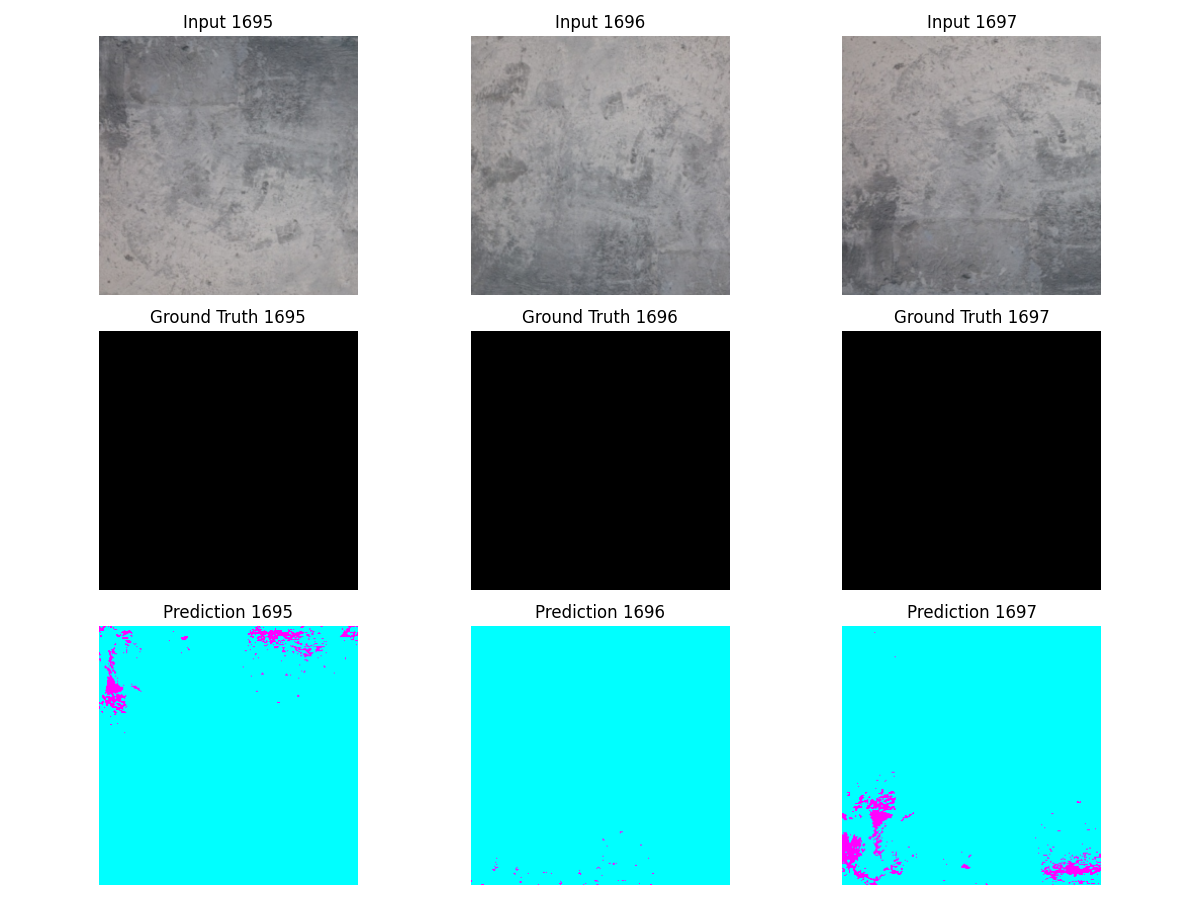 Input 1695
Input 1696
Input 1697
Ground Truth 1695
Ground Truth 1696
Ground Truth 1697
Prediction 1695
Prediction 1696
Prediction 1697